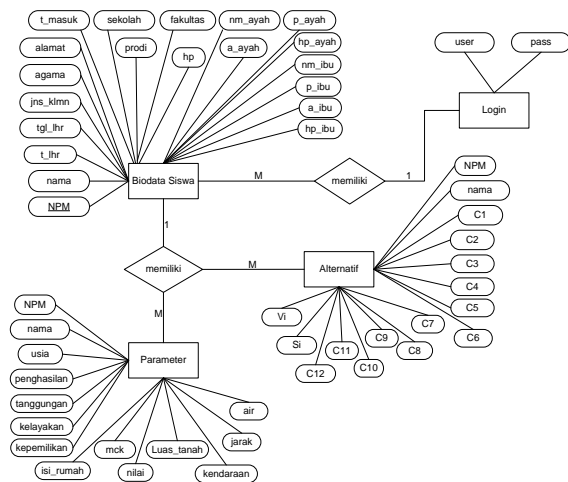 t_masuk
sekolah
fakultas
nm_ayah
p_ayah
alamat
prodi
hp
a_ayah
hp_ayah
user
pass
agama
nm_ibu
jns_klmn
p_ibu
tgl_lhr
a_ibu
Login
t_lhr
hp_ibu
nama
Biodata Siswa
M
memiliki
1
NPM
NPM
nama
1
C1
C2
memiliki
M
Alternatif
C3
C4
C5
C6
M
Vi
C7
NPM
Si
C9
C8
nama
C12
C11
C10
usia
Parameter
penghasilan
tanggungan
air
kelayakan
jarak
kepemilikan
mck
Luas_tanah
isi_rumah
nilai
kendaraan